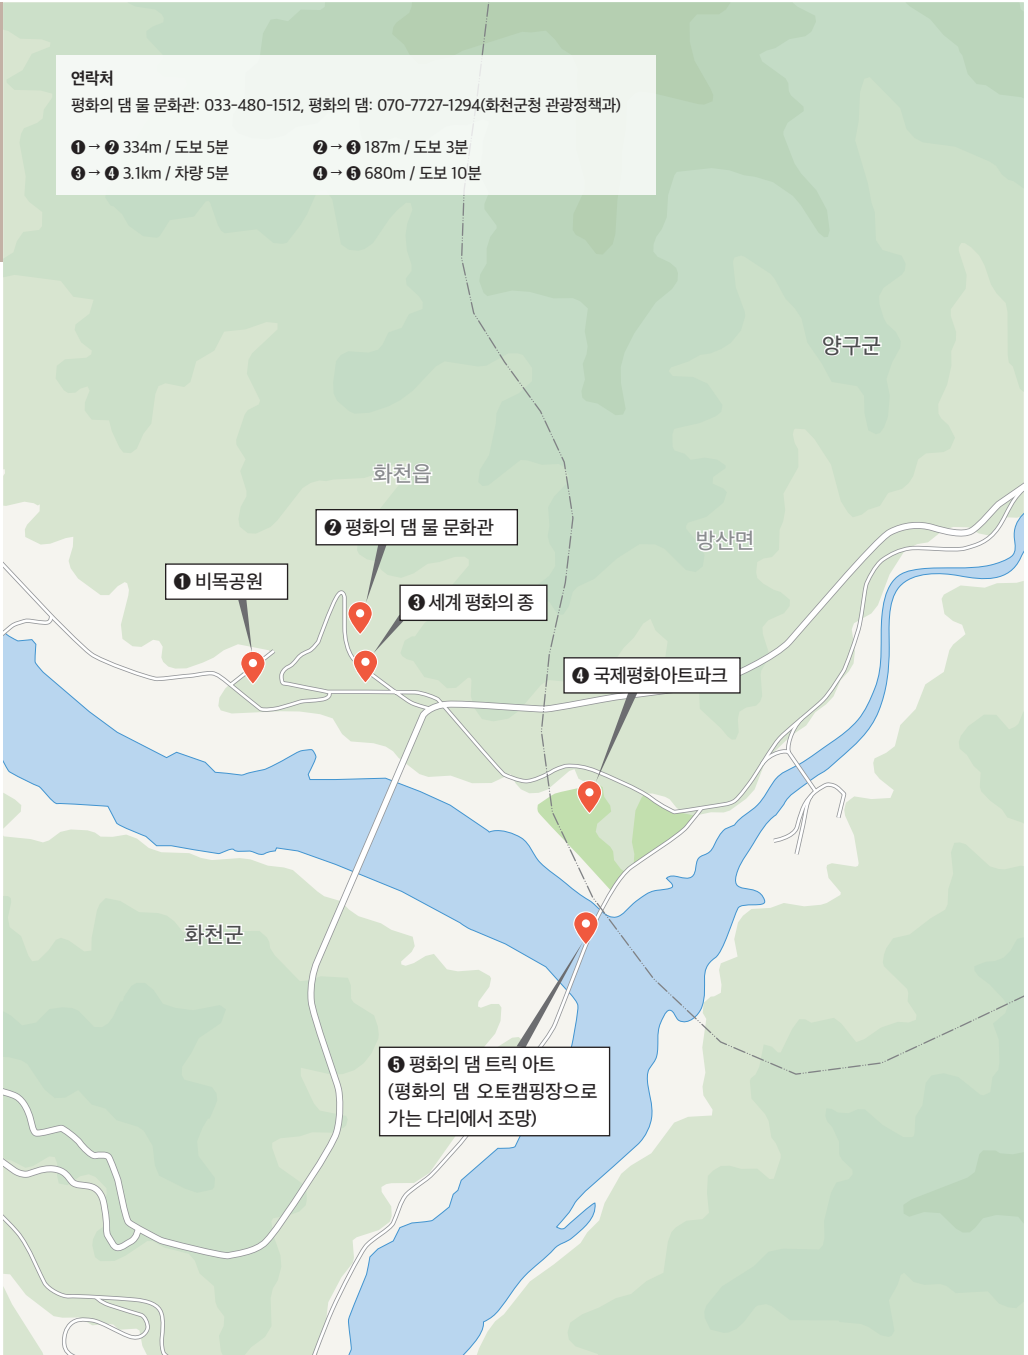 연락처
평화의 댐 물 문화관: 033-480-1512, 평화의 댐: 070-7727-1294(화천군청 관광정책과)
❶ → ❷ 334m / 도보 5분
❷ → ❸ 187m / 도보 3분
❸ → ❹ 3.1km / 차량 5분
❹ → ❺ 680m / 도보 10분
양구군
화천읍
❷ 평화의 댐 물 문화관
방산면
❶ 비목공원
❸ 세계 평화의 종
❹ 국제평화아트파크
화천군
❺ 평화의 댐 트릭 아트
(평화의 댐 오토캠핑장으로
가는 다리에서 조망)